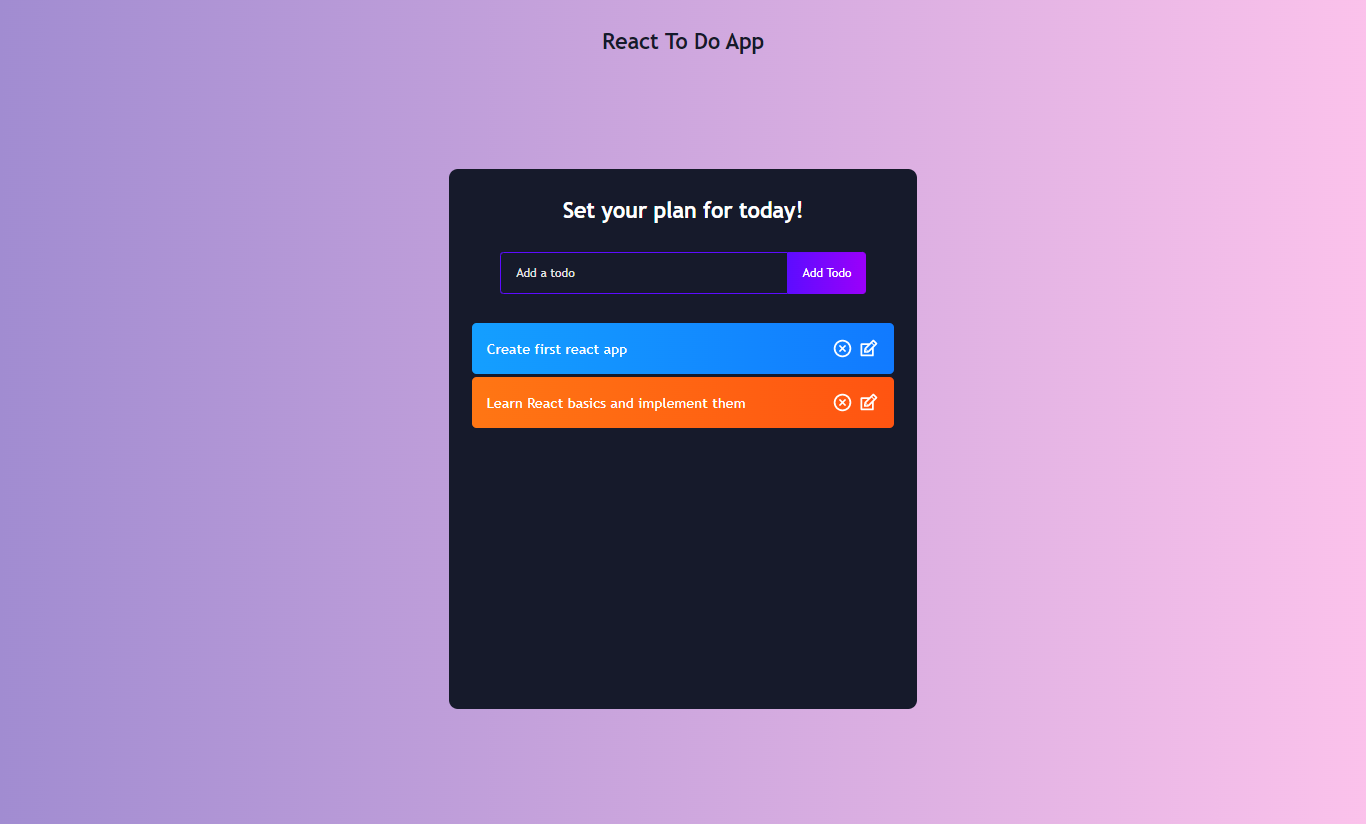 React To Do App
Set your plan for today!
Add a todo
Add Todo
Create first react app
Learn React basics and implement them